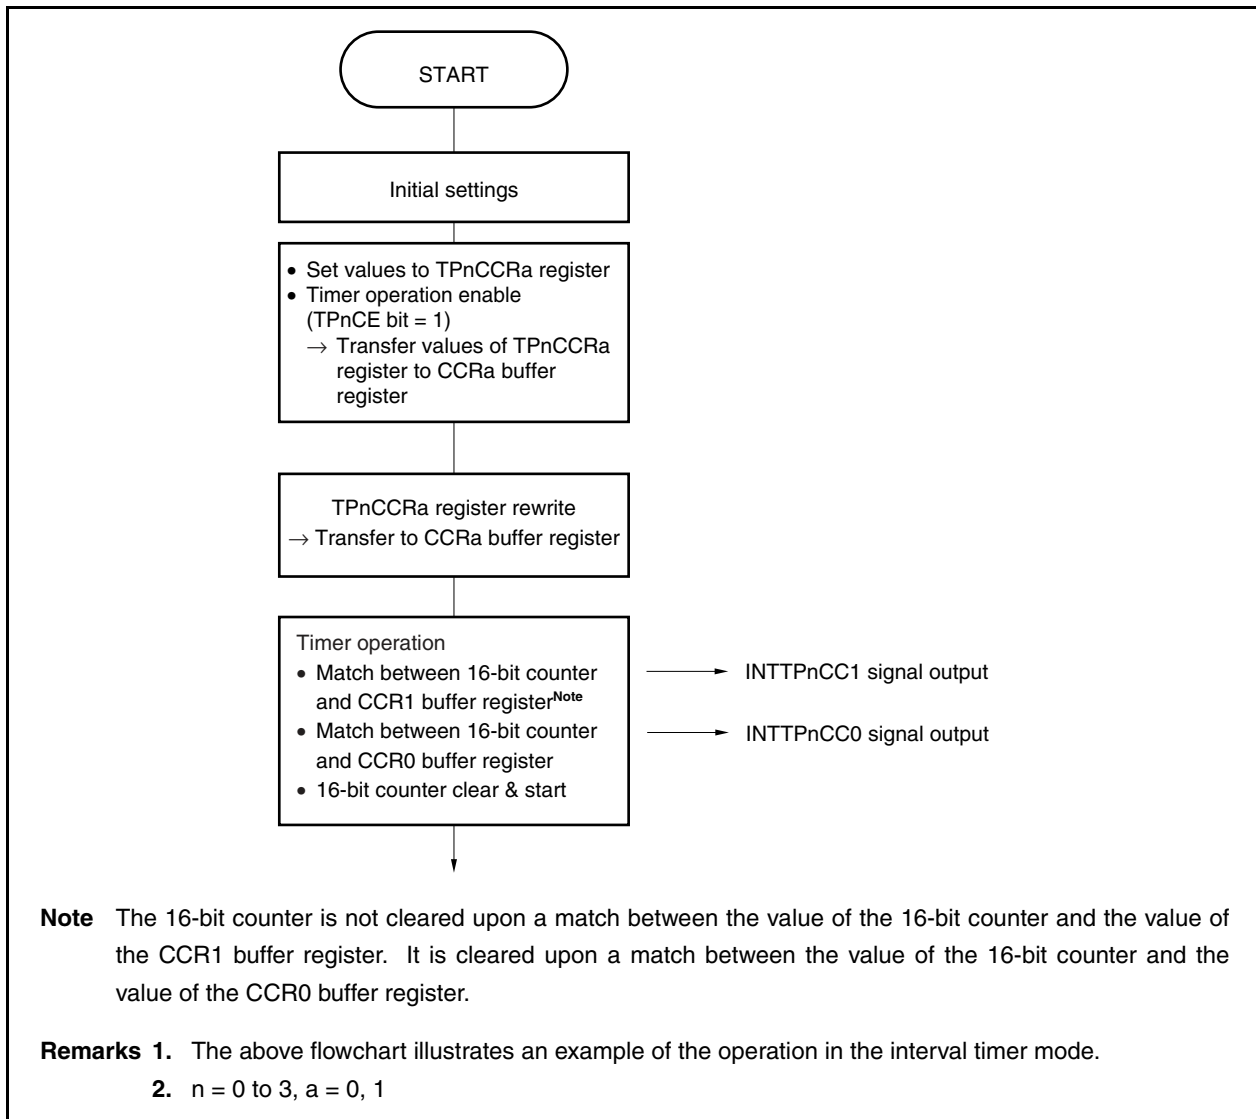 START
Initial settings
• Set values to TPnCCRa register
• Timer operation enable
(TPnCE bit = 1)
→ Transfer values of TPnCCRa
register to CCRa buffer
register
TPnCCRa register rewrite
→ Transfer to CCRa buffer register
Timer operation
• Match between 16-bit counter
and CCR1 buffer registerNote
• Match between 16-bit counter
and CCR0 buffer register
• 16-bit counter clear & start
INTTPnCC1 signal output
INTTPnCC0 signal output
Note The 16-bit counter is not cleared upon a match between the value of the 16-bit counter and the value of
the CCR1 buffer register. It is cleared upon a match between the value of the 16-bit counter and the
value of the CCR0 buffer register.
Remarks 1. The above flowchart illustrates an example of the operation in the interval timer mode.
2. n = 0 to 3, a = 0, 1